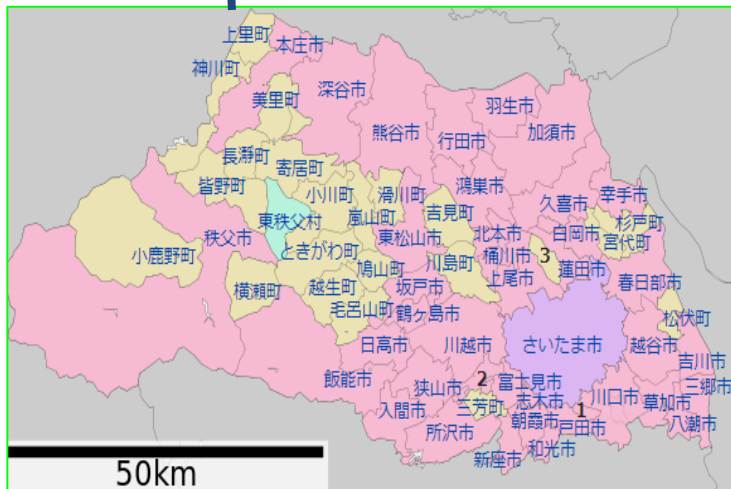 上里町
本庄市
神川町
美里町
深谷市
羽生市
熊谷市
行田市
加須市
長瀞町
寄居町
皆野町
小川町
滑川町
鴻巣市
久喜市
幸手市
東秩父村
嵐山町
吉見町
杉戸町
秩父市
東松山市
北本市
白岡市
宮代町
小鹿野町
ときがわ町
桶川市
3
鳩山町
川島町
上尾市
蓮田市
横瀬町
越生町
坂戸市
春日部市
毛呂山町
鶴ヶ島市
松伏町
日高市
川越市
さいたま市
越谷市
吉川市
飯能市
2
富士見市
狭山市
三郷市
入間市
三芳町
志木市
1
川口市
草加市
朝霞市
戸田市
八潮市
所沢市
和光市
新座市
50km